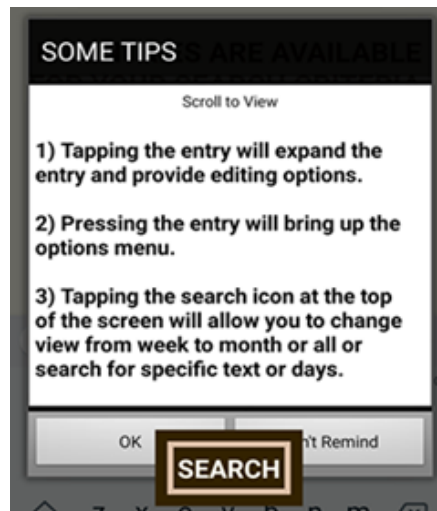 SOME TIPS
S ARE AVAILABLE
Scroll to View
1) Tapping the entry will expand the
entry and provide editing options.
2) Pressing the entry will bring up the
options menu.
3) Tapping the search icon at the top
of the screen will allow you to change
view from week to month or all or
search for specific text or days.
OK
't Remind
SEARCH
z x c v b n m